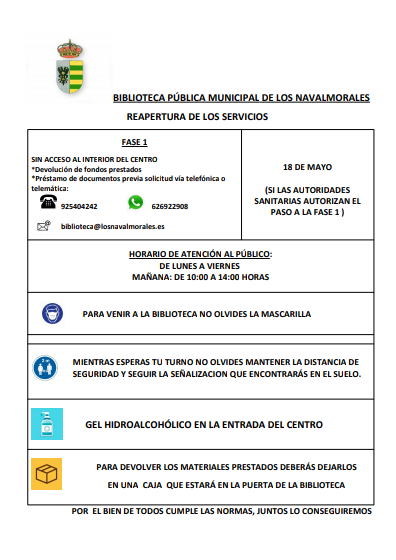 BIBLIOTECA PÚBLICA MUNICIPAL DE LOS NAVALMORALES
REAPERTURA DE LOS SERVICIOS
FASE 1
SIN ACCESO AL INTERIOR DEL CENTRO
*Devolución de fondos prestados
*Préstamo de documentos previa solicitud vía telefónica o
telemática:
925404242 626922908
biblioteca@losnavalmorales.es
18 DE MAYO
(SI LAS AUTORIDADES
SANITARIAS AUTORIZAN EL
PASO A LA FASE 1 )
HORARIO DE ATENCIÓN AL PÚBLICO:
DE LUNES A VIERNES
MAÑANA: DE 10:00 A 14:00 HORAS
PARA VENIR A LA BIBLIOTECA NO OLVIDES LA MASCARILLA
MIENTRAS ESPERAS TU TURNO NO OLVIDES MANTENER LA DISTANCIA DE
SEGURIDAD Y SEGUIR LA SEÑALIZACION QUE ENCONTRARÁS EN EL SUELO.
GEL HIDROALCOHÓLICO EN LA ENTRADA DEL CENTRO
PARA DEVOLVER LOS MATERIALES PRESTADOS DEBERÁS DEJARLOS
EN UNA CAJA QUE ESTARÁ EN LA PUERTA DE LA BIBLIOTECA
POR EL BIEN DE TODOS CUMPLE LAS NORMAS, JUNTOS LO CONSEGUIREMOS